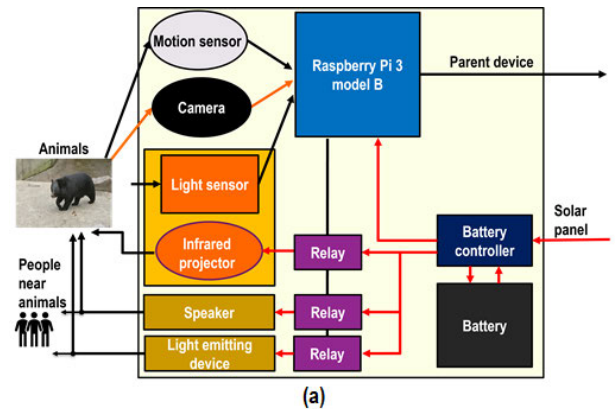 Motion sensor
Raspberry Pi 3
model B
Parent device
Camera
Animals
Light sensor
Solar
panel
Infrared
projector
Relay
Battery
controller
People
near
animals
Speaker
Relay
Battery
Light emitting
device
Relay
(a)